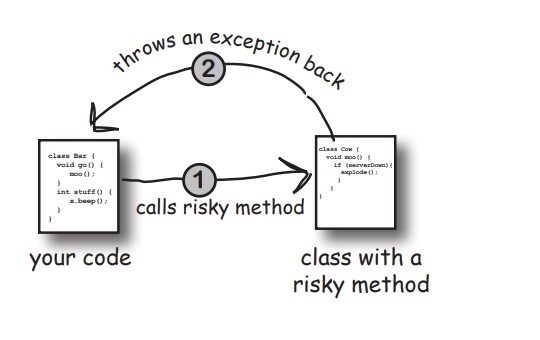 throws an exception back
2
class Bar {
void go() {
moo();
}
int stuff() {
x.beep();
}
}
1
calls risky method
class Cow {
void moo() {
if (serverDown){
explode();
}
}
}
your code
class with a
risky method